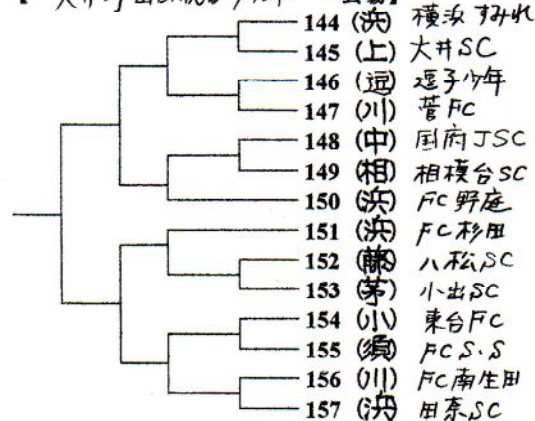 144 (浜) 横浜すみれ
145 (上) 大井SC
146 (逗) 逗子少年
147 (川) 菅FC
148 (中) 国府JSC
149 (相) 相模台SC
150 (浜) FC野庭
151 (浜) FC杉田
152 (藤) 八松SC
153 (茅) 小出SC
154 (小) 東台FC
155 (須) FC S.S
156 (川) FC南生田
157 (浜) 田奈SC